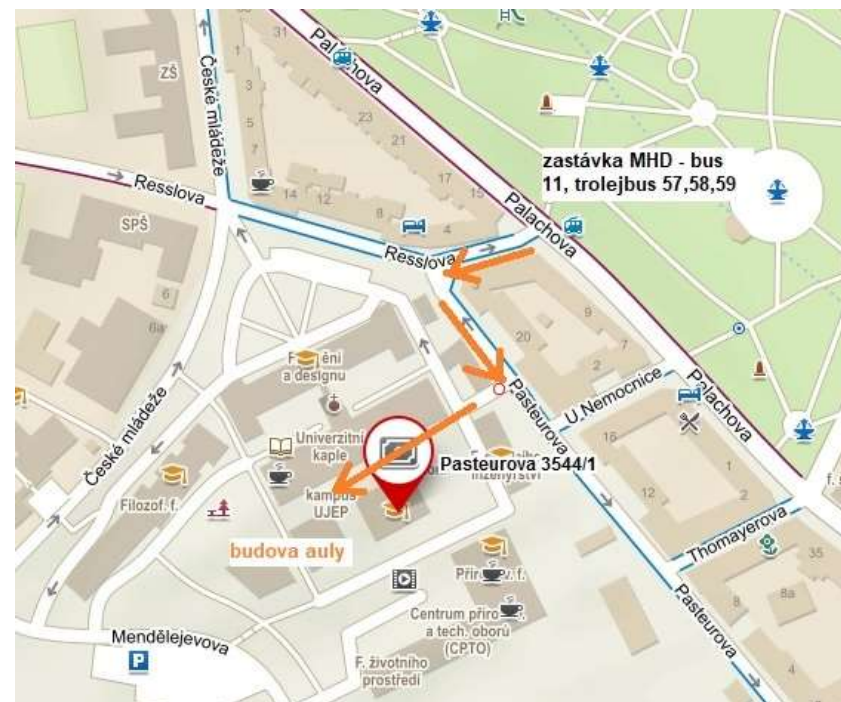 Palachova
31
33
23
21
17
15
ZŠ
České mládeže
1
3
5
7
zastávka MHD - bus
11, trolejbus 57,58,59
Resslova
14
12
8
4
Palachova
SPŠ
Resslova
6
6a
9
7
20
2
Palachova
U.Nemocnice
a designu
Pasteurova
Univerzitní
kaple
Pasteurova 3544/1
16
1
2
České mládeže
Filozof. f.
kampus
UJEP
12
budova auly
Thomayerova
35
Mendělejevova
Centrum příro
a tech. oborů
(CPTO)
8
8a
Pasteurova
P
F. životního
prostředí
4